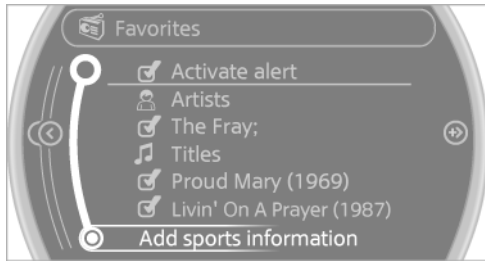 Favorites
Activate alert
Artists
The Fray;
Titles
Proud Mary (1969)
Livin' On A Prayer (1987)
Add sports information